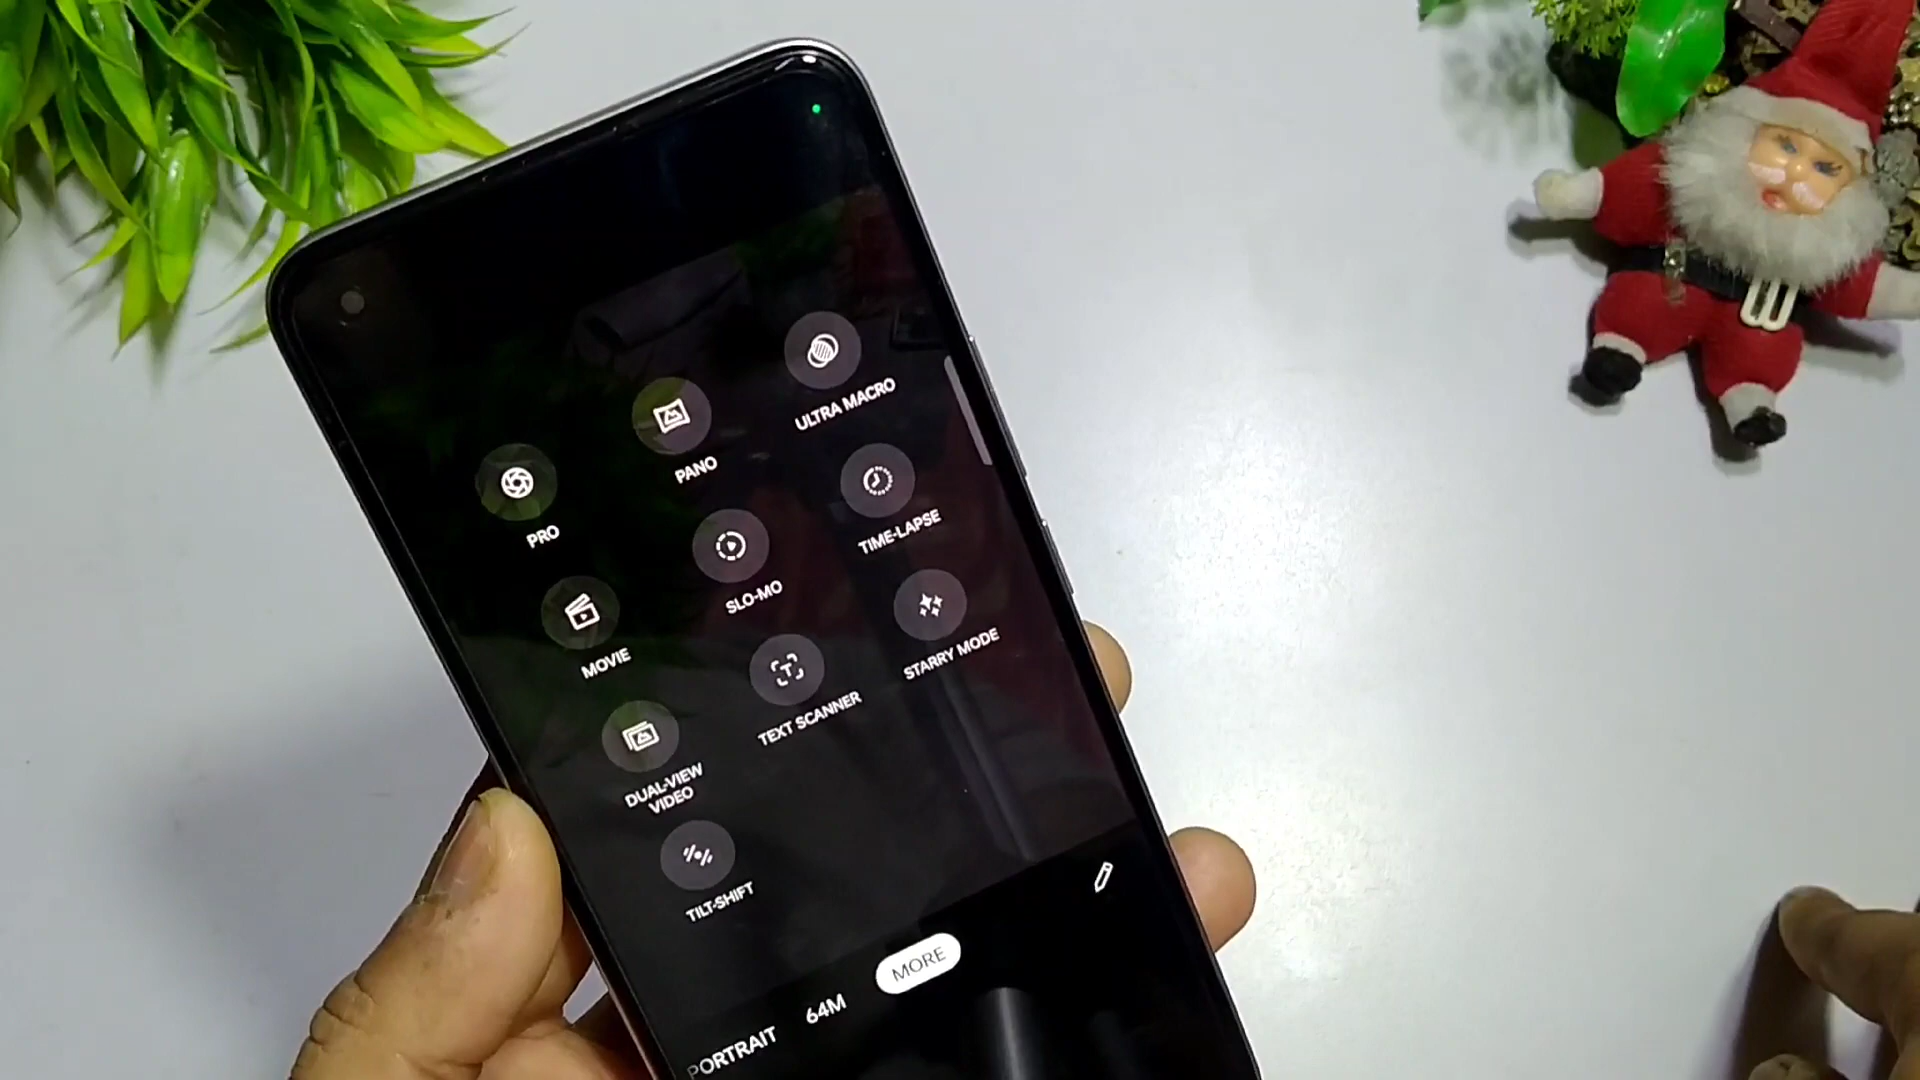 PRO
PANO
ULTRA MACRO
MOVIE
SLO-MO
TIME-LAPSE
DUAL-VIEW
VIDEO
TEXT SCANNER
STARRY MODE
TILT-SHIFT
PORTRAIT
64M
MORE